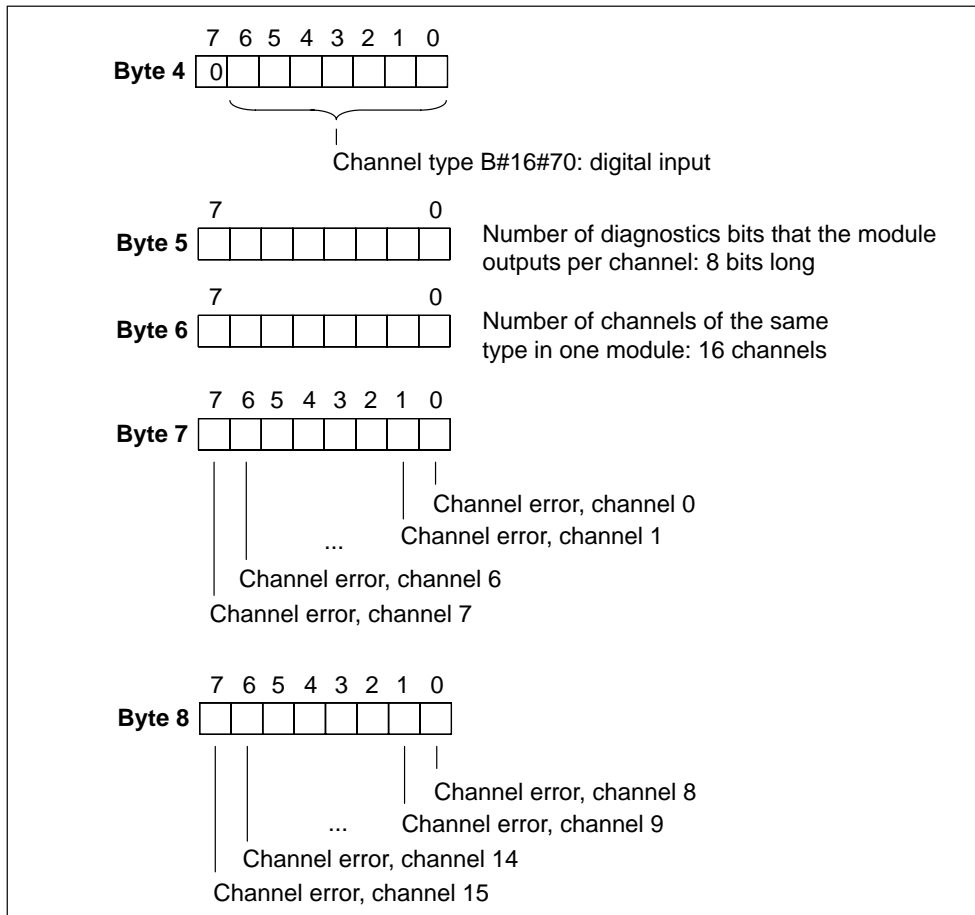 7 6 5 4 3 2 1 0
Byte 4 0
Channel type B#16#70: digital input
7 0
Byte 5
Number of diagnostics bits that the module
outputs per channel: 8 bits long
7 0
Byte 6
Number of channels of the same
type in one module: 16 channels
7 6 5 4 3 2 1 0
Byte 7
Channel error, channel 0
... Channel error, channel 1
Channel error, channel 6
Channel error, channel 7
7 6 5 4 3 2 1 0
Byte 8
Channel error, channel 8
... Channel error, channel 9
Channel error, channel 14
Channel error, channel 15